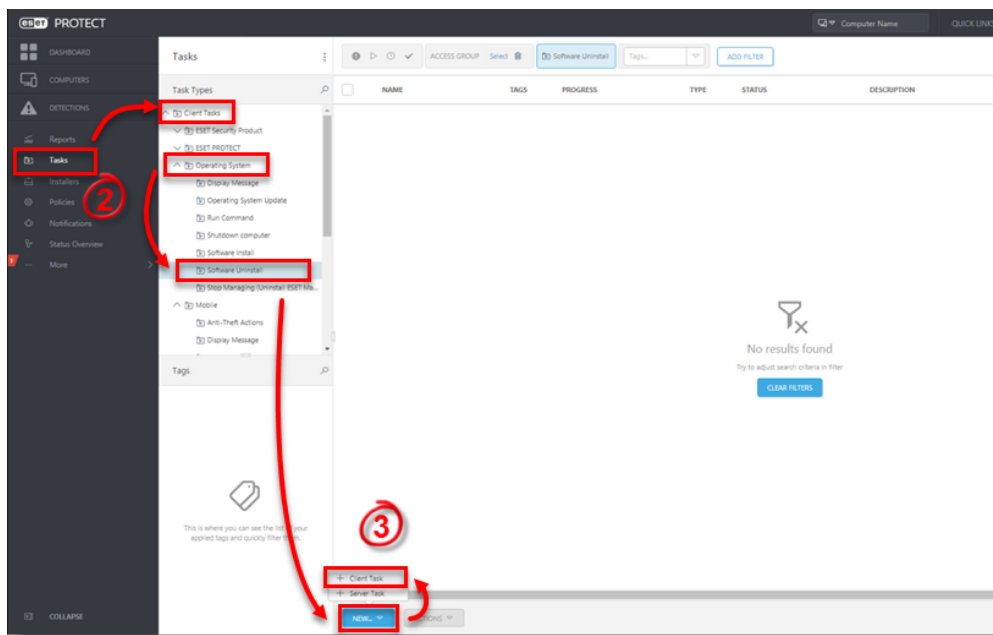 eset PROTECT
Computer Name
QUICK LINKS
DASHBOARD
COMPUTERS
DETECTIONS
Reports
Tasks
Installers
Policies
Notifications
Status Overview
More
COLLAPSE
2
Tasks
Task Types
Client Tasks
ESET Security Product
ESET PROTECT
Operating System
Display Message
Operating System Update
Run Command
Shutdown computer
Software Install
Software Uninstall
Stop Managing (Uninstall ESET Ma...
Mobile
Anti-Theft Actions
Display Message
Tags
This is where you can see the list of your
applied tags and quickly filter them.
ACCESS GROUP Select
Software Uninstall
Tags...
ADD FILTER
NAME TAGS PROGRESS TYPE STATUS DESCRIPTION
No results found
Try to adjust search criteria in filter
CLEAR FILTERS
3
Client Task
Server Task
NEW...